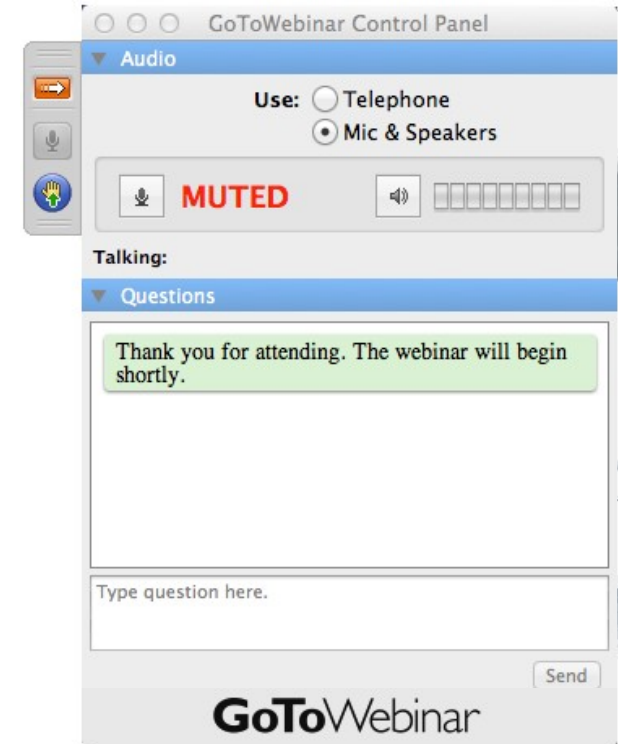 GoToWebinar Control Panel
Audio
Use: Telephone
Mic & Speakers
MUTED
Talking:
Questions
Thank you for attending. The webinar will begin
shortly.
Type question here.
Send
GoToWebinar